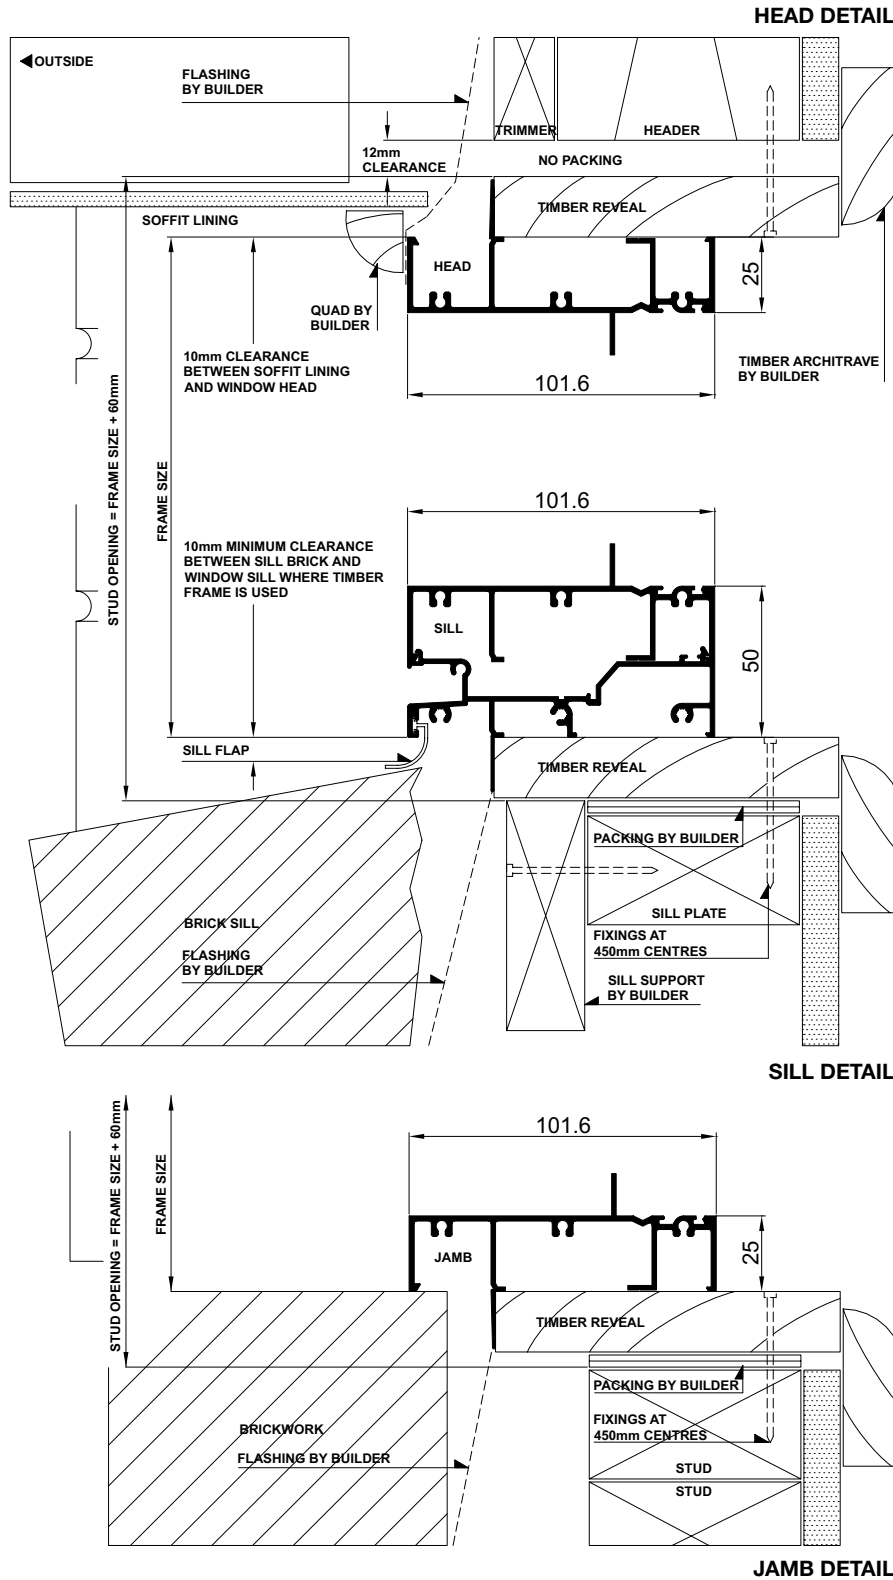 HEAD DETAIL
OUTSIDE
FLASHING
BY BUILDER
TRIMMER
HEADER
12mm
CLEARANCE
NO PACKING
TIMBER REVEAL
SOFFIT LINING
HEAD
25
QUAD BY
BUILDER
10mm CLEARANCE
BETWEEN SOFFIT LINING
AND WINDOW HEAD
TIMBER ARCHITRAVE
BY BUILDER
101.6
STUD OPENING = FRAME SIZE + 60mm
FRAME SIZE
101.6
10mm MINIMUM CLEARANCE
BETWEEN SILL BRICK AND
WINDOW SILL WHERE TIMBER
FRAME IS USED
SILL
50
SILL FLAP
TIMBER REVEAL
PACKING BY BUILDER
SILL PLATE
BRICK SILL
FIXINGS AT
450mm CENTRES
FLASHING
BY BUILDER
SILL SUPPORT
BY BUILDER
SILL DETAIL
STUD OPENING = FRAME SIZE + 60mm
FRAME SIZE
101.6
JAMB
25
TIMBER REVEAL
PACKING BY BUILDER
BRICKWORK
FIXINGS AT
450mm CENTRES
FLASHING BY BUILDER
STUD
STUD
JAMB DETAIL